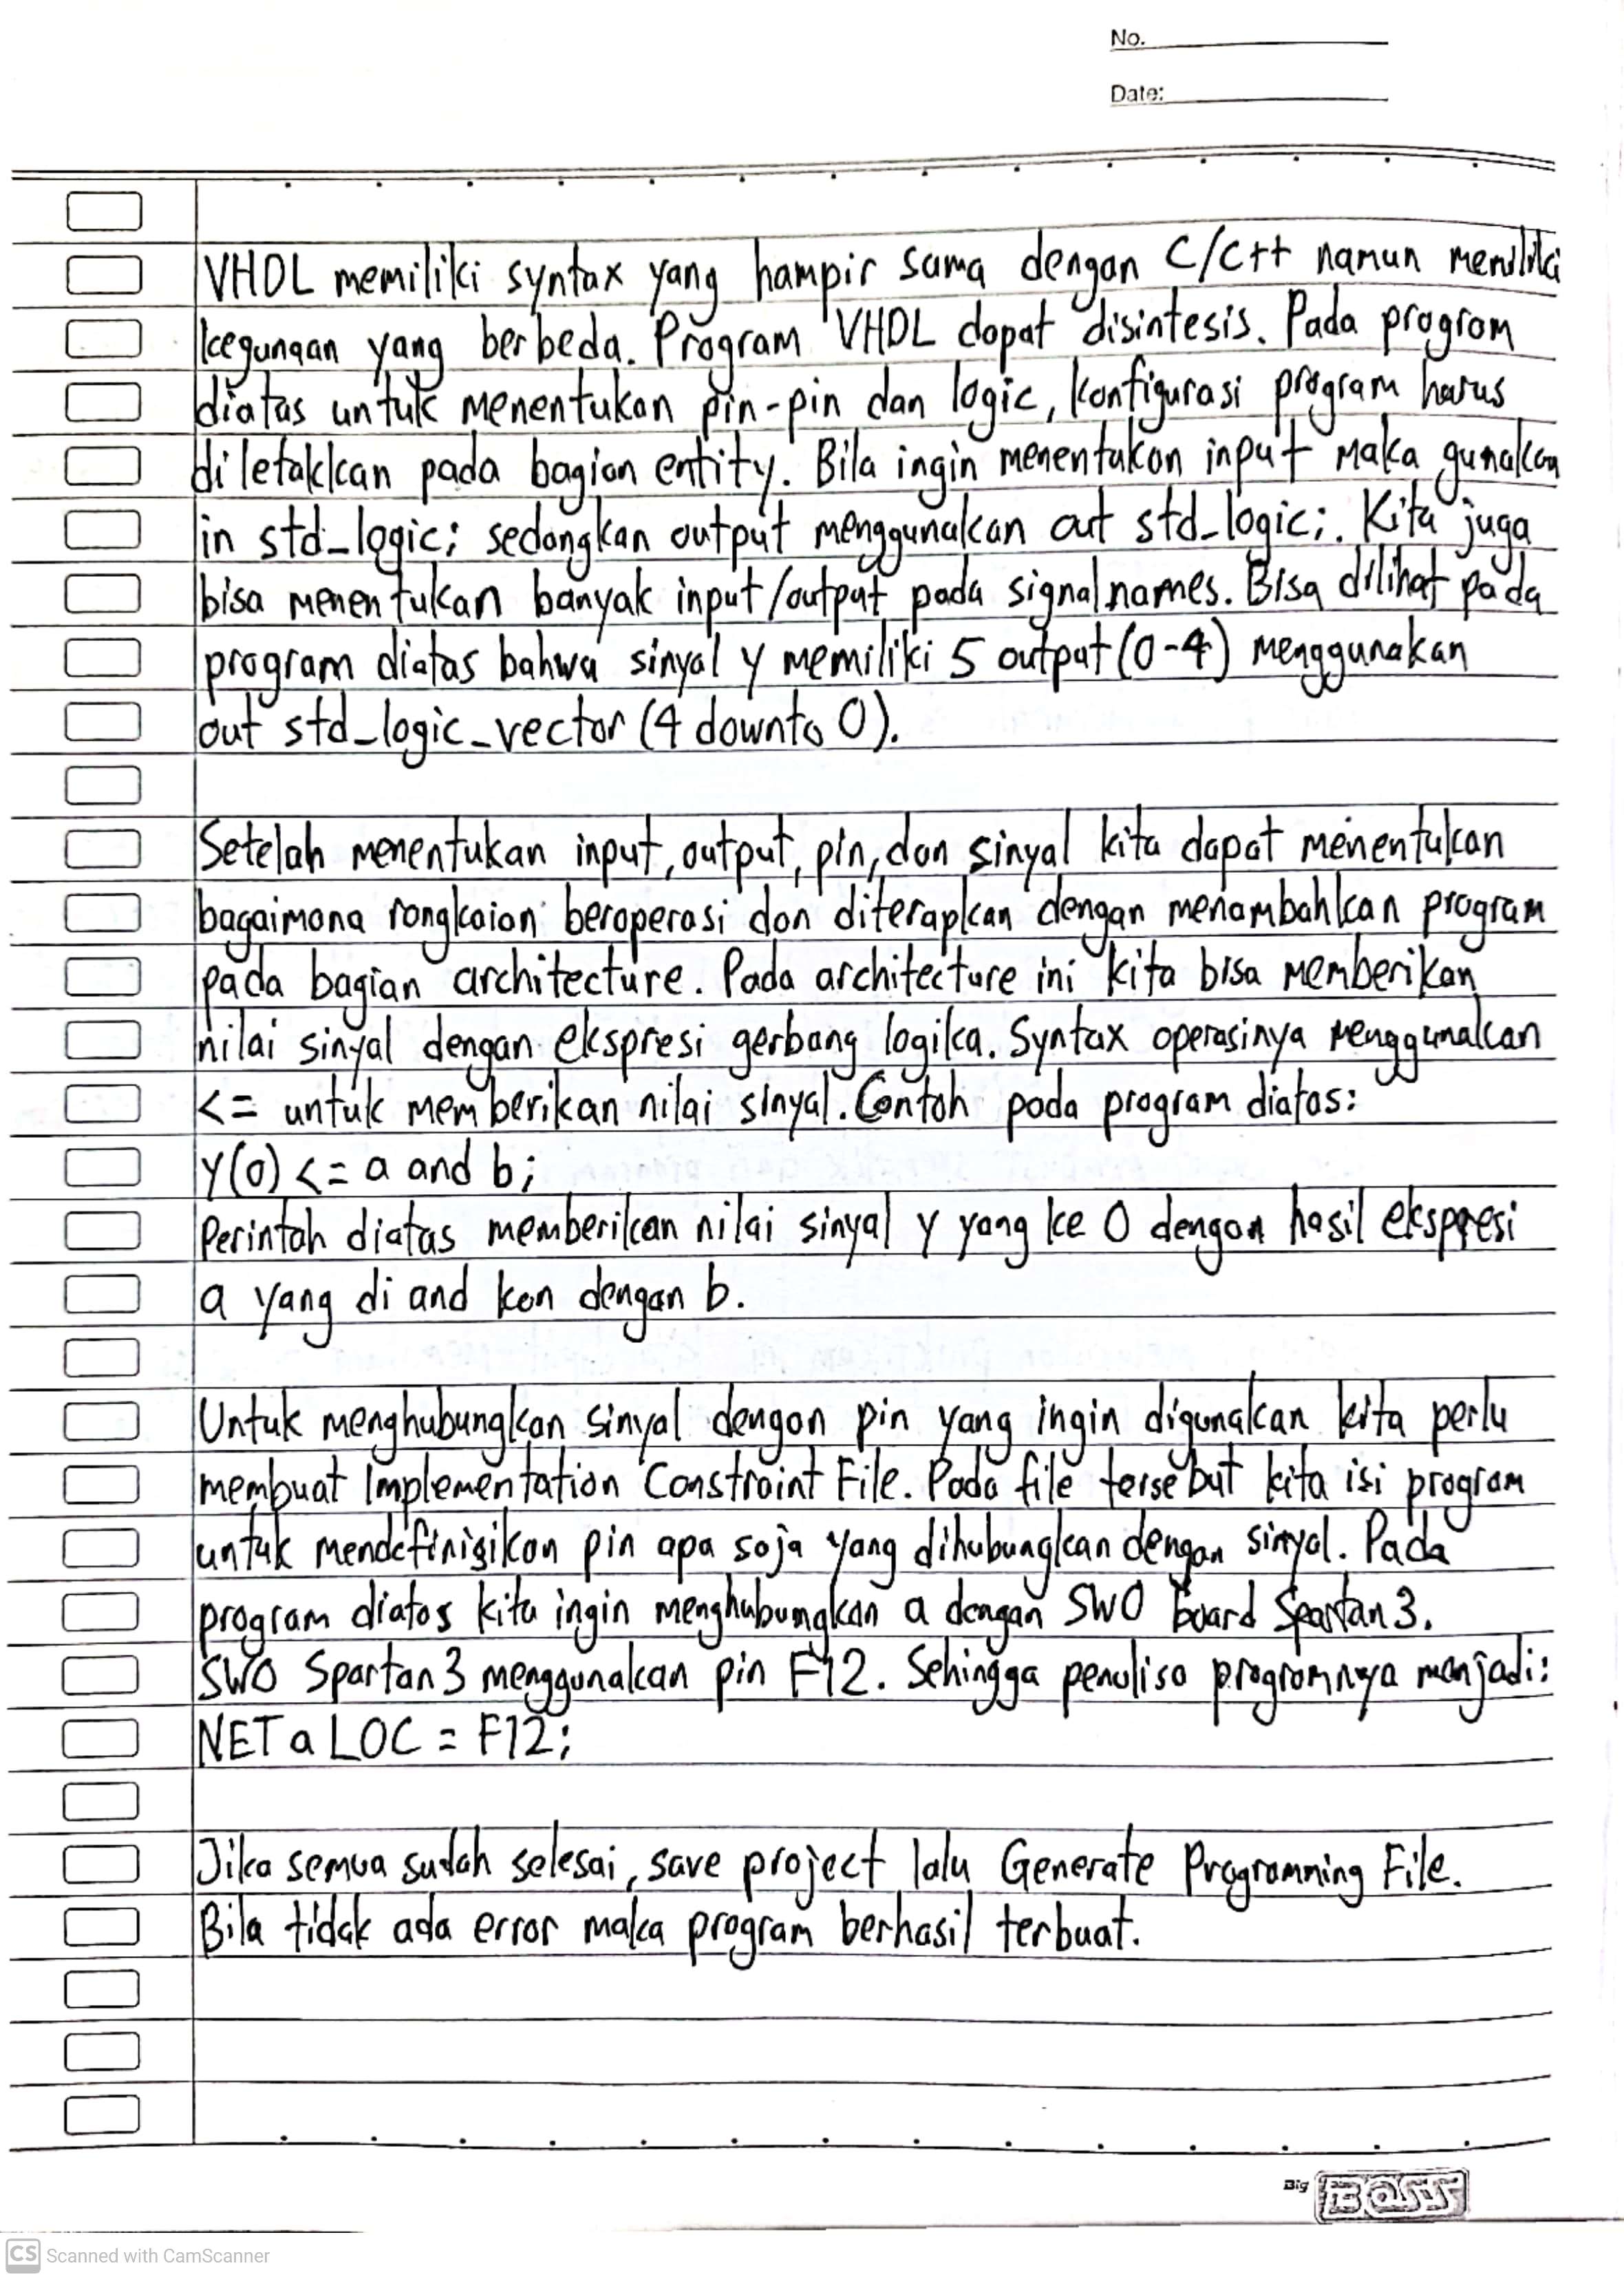 No.
Date:
VHDL memiliki syntax yang hampir sama dengan C/C++ namun memiliki
kegunaan yang berbeda. Program VHDL dapat disintesis. Pada program
diatas untuk menentukan pin-pin dan logic, konfigurasi program harus
diletakkan pada bagian entity. Bila ingin menentukan input maka gunakan
in std_logic; sedangkan output menggunakan out std_logic;. Kita juga
bisa menentukan banyak input/output pada signal names. Bisa dilihat pada
program diatas bahwa sinyal y memiliki 5 output (0-4) menggunakan
out std_logic_vector (4 downto 0).
Setelah menentukan input, output, pin, dan sinyal kita dapat menentukan
bagaimana rangkaian beroperasi dan diterapkan dengan menambahkan program
pada bagian architecture. Pada architecture ini kita bisa memberikan
nilai sinyal dengan ekspresi gerbang logika. Syntax operasinya menggunakan
<= untuk memberikan nilai sinyal. Contoh pada program diatas:
y(0) <= a and b;
Perintah diatas memberikan nilai sinyal y yang ke 0 dengan hasil ekspresi
a yang di and kan dengan b.
Untuk menghubungkan sinyal dengan pin yang ingin digunakan kita perlu
membuat Implementation Constraint File. Pada file tersebut kita isi program
untuk mendefinisikan pin apa saja yang dihubungkan dengan sinyal. Pada
program diatas kita ingin menghubungkan a dengan SW0 board Spartan 3.
SW0 Spartan 3 menggunakan pin F12. Sehingga penulisa programnya menjadi:
NET a LOC = F12;
Jika semua sudah selesai, save project lalu Generate Programming File.
Bila tidak ada error maka program berhasil terbuat.
Big BOSS
CS Scanned with CamScanner